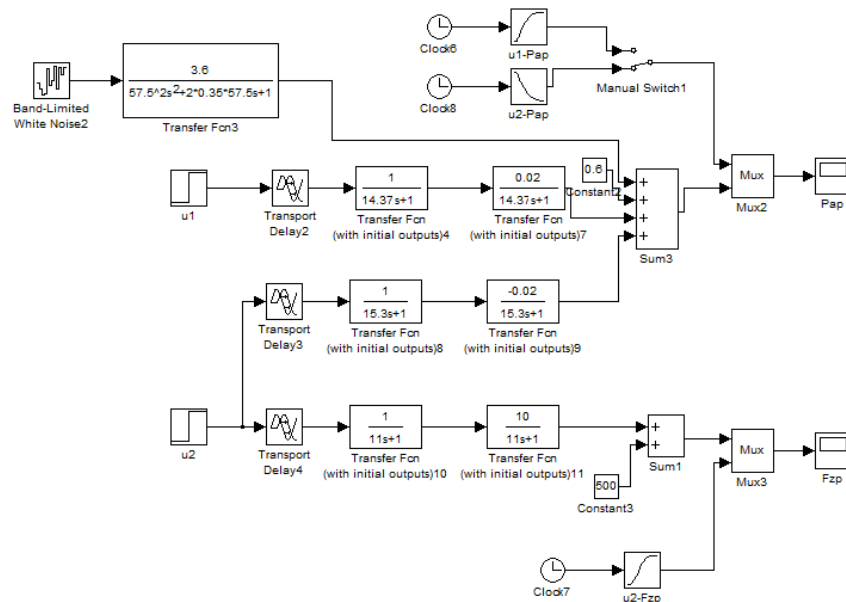 Clock6
u1-Pap
3.6
57.5^2s2+2*0.35*57.5s+1
Band-Limited
White Noise2
Transfer Fcn3
Clock8
u2-Pap
Manual Switch1
Mux
Mux2
Pap
u1
Transport
Delay2
1
14.37s+1
Transfer Fcn
(with initial outputs)4
0.02
14.37s+1
Transfer Fcn
(with initial outputs)7
0.6
Constant2
+
+
+
+
Sum3
Transport
Delay3
1
15.3s+1
Transfer Fcn
(with initial outputs)8
-0.02
15.3s+1
Transfer Fcn
(with initial outputs)9
u2
Transport
Delay4
1
11s+1
Transfer Fcn
(with initial outputs)10
10
11s+1
Transfer Fcn
(with initial outputs)11
+
+
Sum1
500
Constant3
Mux
Mux3
Fzp
Clock7
u2-Fzp